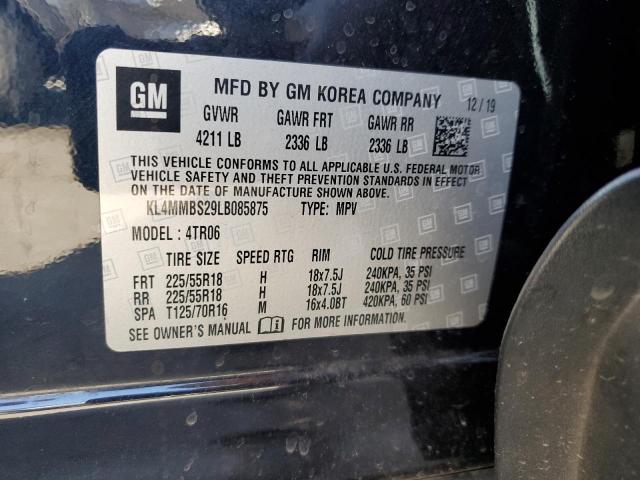 GM
MFD BY GM KOREA COMPANY 12/19
GVWR GAWR FRT GAWR RR
4211 LB 2336 LB 2336 LB
THIS VEHICLE CONFORMS TO ALL APPLICABLE U.S. FEDERAL MOTOR
VEHICLE SAFETY AND THEFT PREVENTION STANDARDS IN EFFECT
ON THE DATE OF MANUFACTURE SHOWN ABOVE.
KL4MMBS29LB085875 TYPE: MPV
MODEL : 4TR06
TIRE SIZE SPEED RTG RIM COLD TIRE PRESSURE
FRT 225/55R18 H 18x7.5J 240KPA, 35 PSI
RR 225/55R18 H 18x7.5J 240KPA, 35 PSI
SPA T125/70R16 M 16x4.0BT 420KPA, 60 PSI
SEE OWNER'S MANUAL FOR MORE INFORMATION.